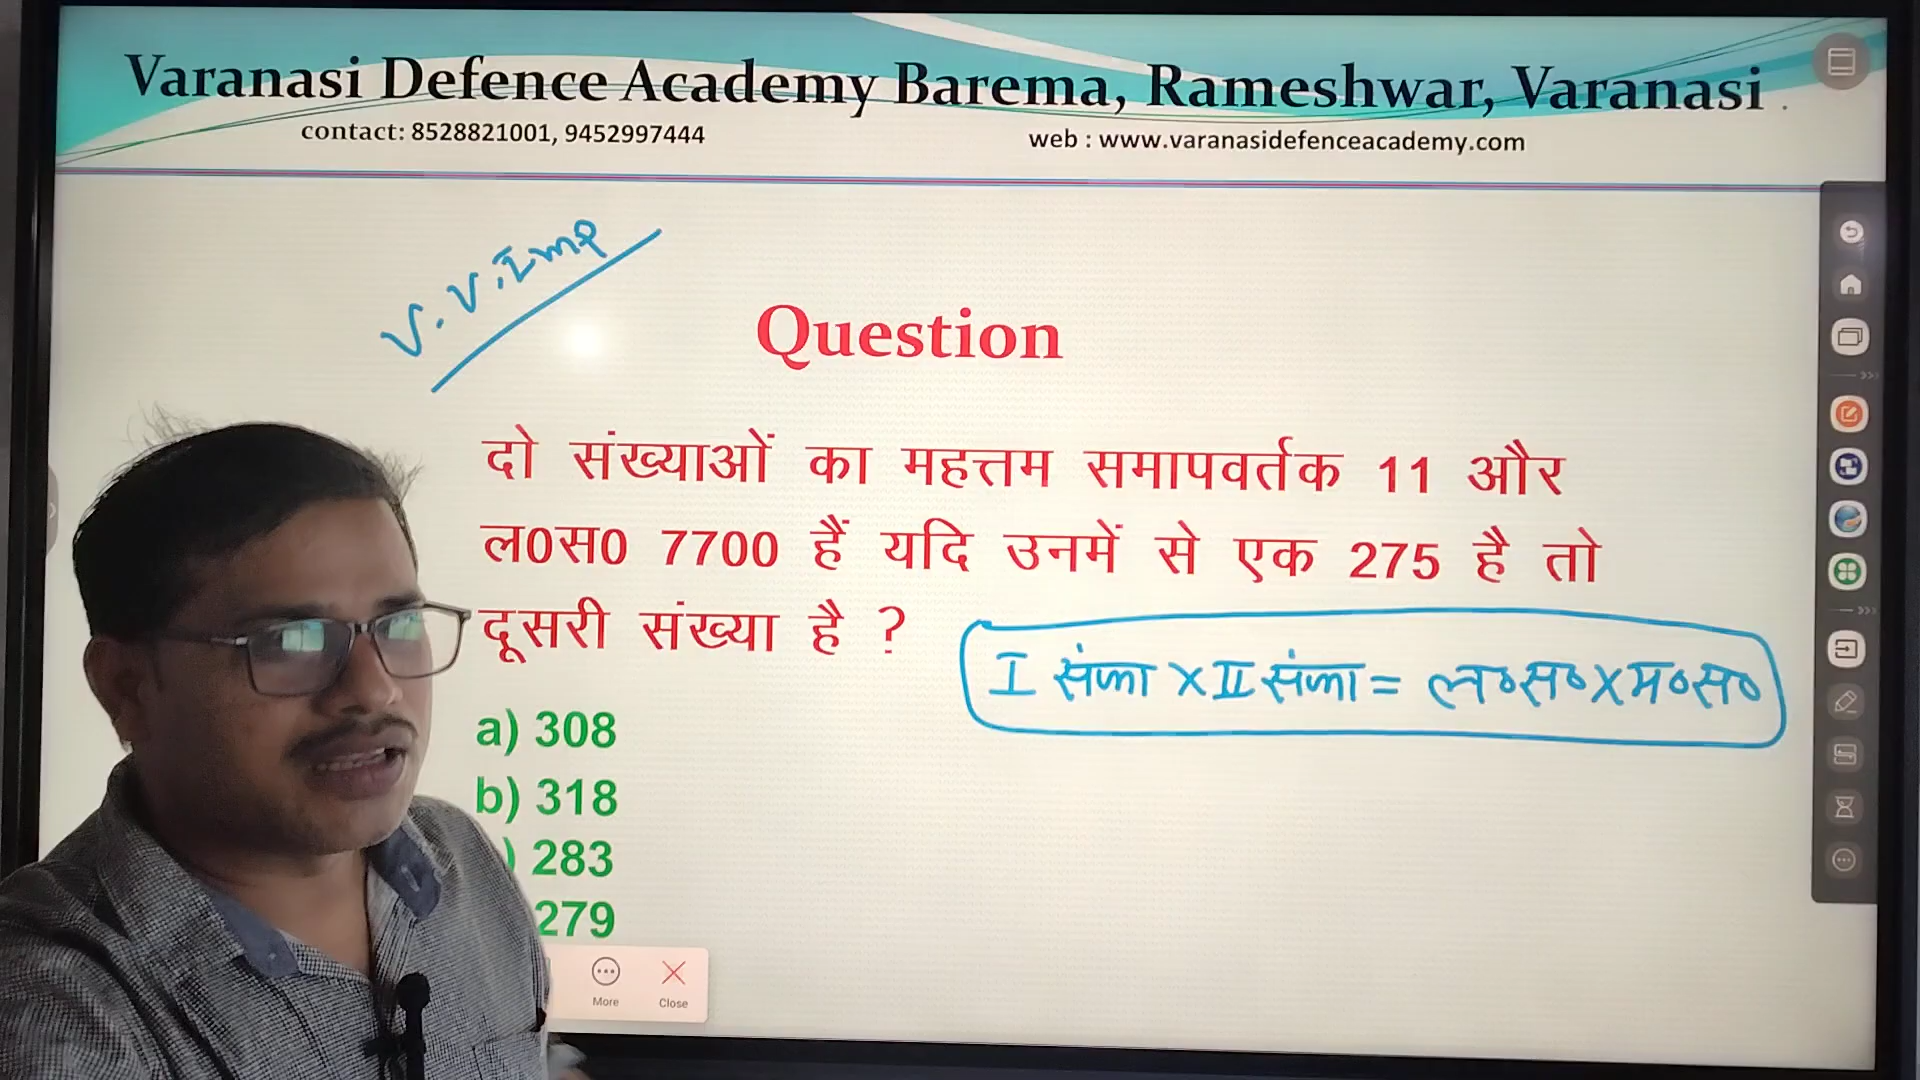 Varanasi Defence Academy Barema, Rameshwar, Varanasi
contact: 8528821001, 9452997444
web : www.varanasidefenceacademy.com
V.V.Imp
Question
दो संख्याओं का महत्तम समापवर्तक 11 और
ल0स0 7700 हैं यदि उनमें से एक 275 है तो
दूसरी संख्या है ?
I संख्या × II संख्या = ल०स० × म०स०
a) 308
b) 318
) 283
279
More
Close